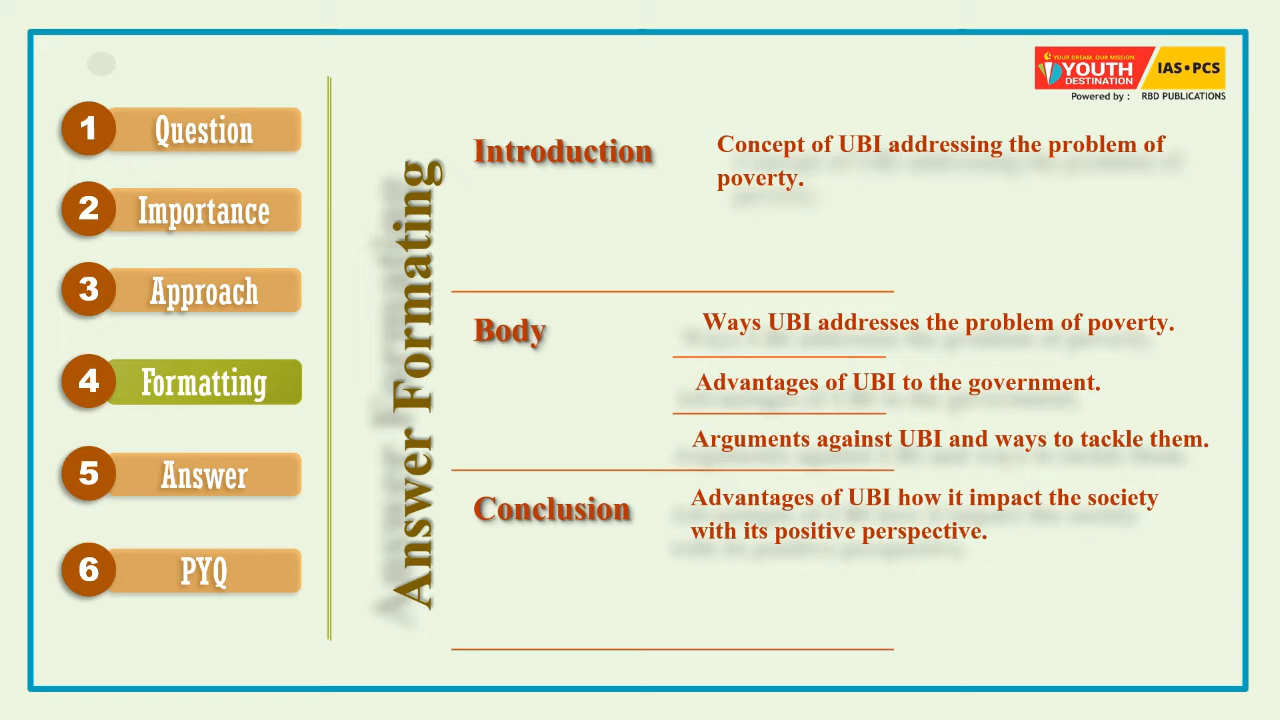 YOUR DREAM. OUR MISSION
YOUTH
DESTINATION
IAS•PCS
Powered by : RBD PUBLICATIONS
1 Question
2 Importance
3 Approach
4 Formatting
5 Answer
6 PYQ
Answer Formating
Introduction
Concept of UBI addressing the problem of
poverty.
Body
Ways UBI addresses the problem of poverty.
Advantages of UBI to the government.
Arguments against UBI and ways to tackle them.
Conclusion
Advantages of UBI how it impact the society
with its positive perspective.